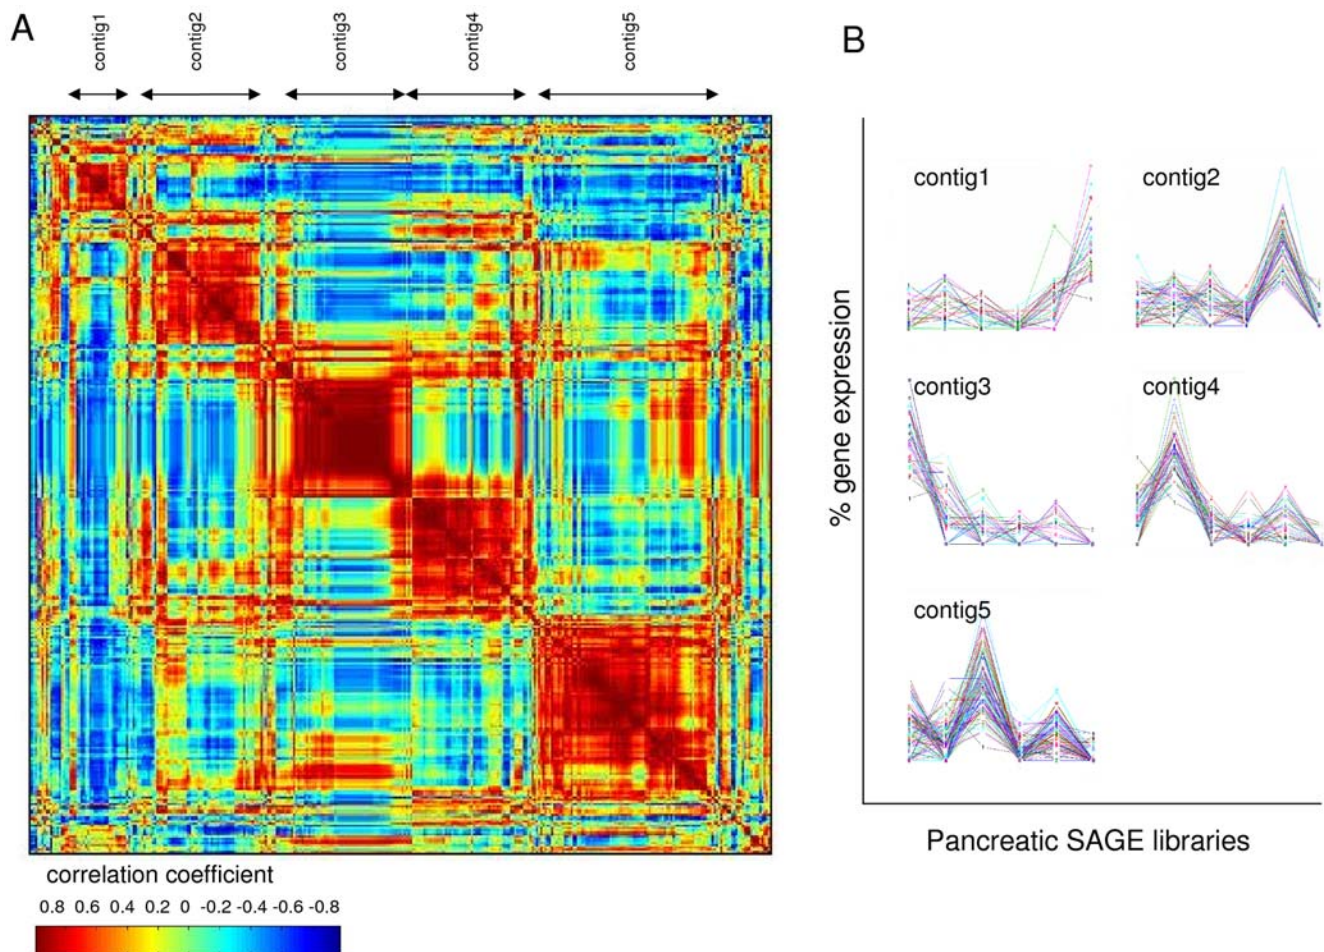 A
contig1
contig2
contig3
contig4
contig5
correlation coefficient
0.8 0.6 0.4 0.2 0 -0.2 -0.4 -0.6 -0.8
B
% gene expression
contig1
contig2
contig3
contig4
contig5
Pancreatic SAGE libraries